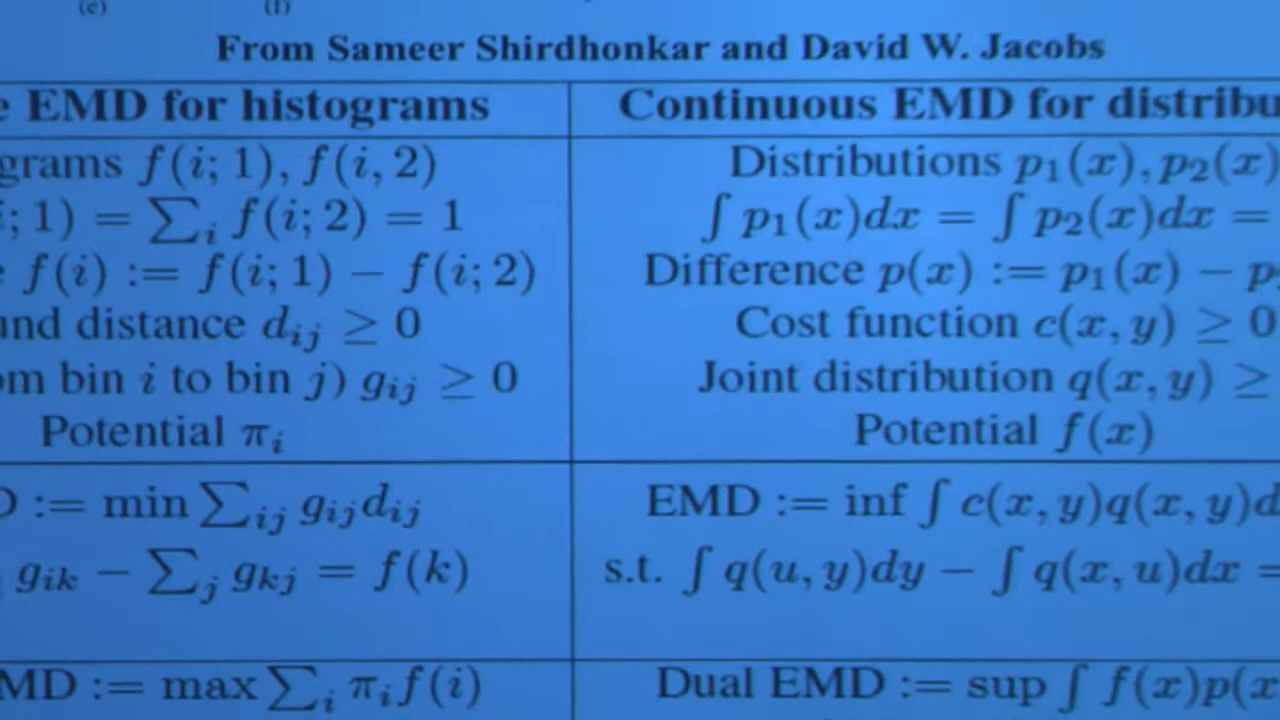 (e) (f)
From Sameer Shirdhonkar and David W. Jacobs
e EMD for histograms
Continuous EMD for distribu
grams f(i; 1), f(i, 2)
Distributions p₁(x), p₂(x)
; 1) = ∑ᵢ f(i; 2) = 1
∫ p₁(x)dx = ∫ p₂(x)dx =
e f(i) := f(i; 1) − f(i; 2)
Difference p(x) := p₁(x) − p
und distance dᵢⱼ ≥ 0
Cost function c(x, y) ≥ 0
om bin i to bin j) gᵢⱼ ≥ 0
Joint distribution q(x, y) ≥
Potential πᵢ
Potential f(x)
D := min ∑ᵢⱼ gᵢⱼdᵢⱼ
EMD := inf ∫ c(x, y)q(x, y)d
gᵢₖ − ∑ⱼ gₖⱼ = f(k)
s.t. ∫ q(u, y)dy − ∫ q(x, u)dx =
MD := max ∑ᵢ πᵢf(i)
Dual EMD := sup ∫ f(x)p(x